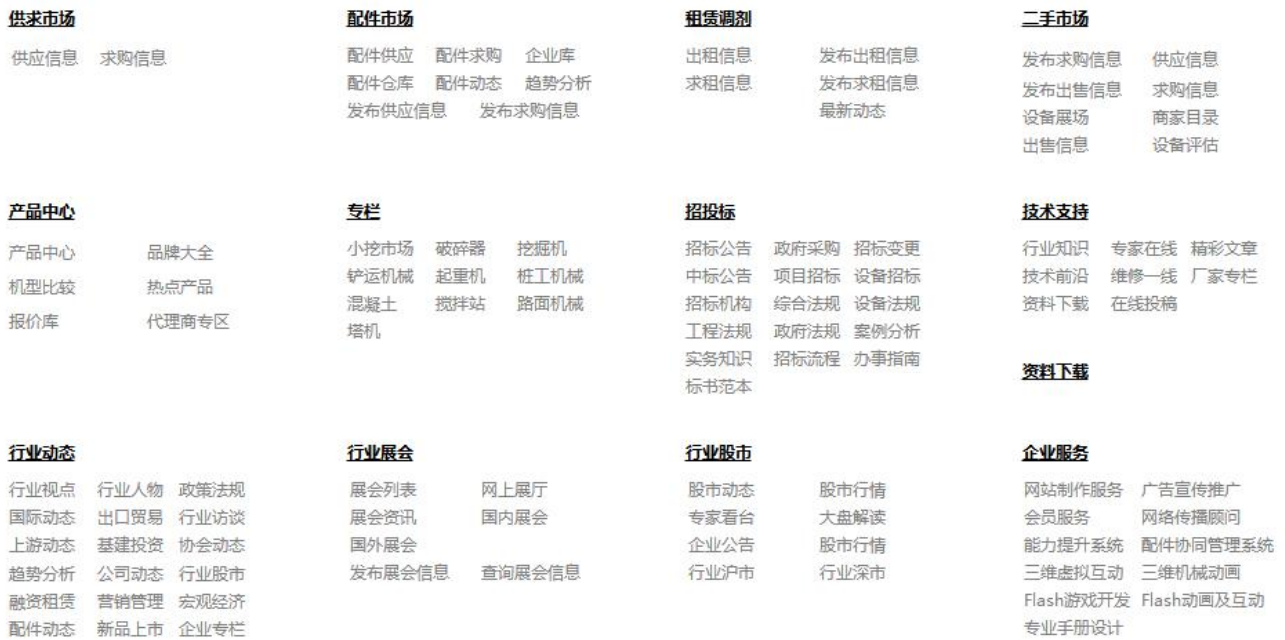 供求市场
供应信息 求购信息
配件市场
配件供应 配件求购 企业库
配件仓库 配件动态 趋势分析
发布供应信息 发布求购信息
租赁调剂
出租信息 发布出租信息
求租信息 发布求租信息
最新动态
二手市场
发布求购信息 供应信息
发布出售信息 求购信息
设备展场 商家目录
出售信息 设备评估
产品中心
产品中心 品牌大全
机型比较 热点产品
报价库 代理商专区
专栏
小挖市场 破碎器 挖掘机
铲运机械 起重机 桩工机械
混凝土 搅拌站 路面机械
塔机
招投标
招标公告 政府采购 招标变更
中标公告 项目招标 设备招标
招标机构 综合法规 设备法规
工程法规 政府法规 案例分析
实务知识 招标流程 办事指南
标书范本
技术支持
行业知识 专家在线 精彩文章
技术前沿 维修一线 厂家专栏
资料下载 在线投稿
资料下载
行业动态
行业视点 行业人物 政策法规
国际动态 出口贸易 行业访谈
上游动态 基建投资 协会动态
趋势分析 公司动态 行业股市
融资租赁 营销管理 宏观经济
配件动态 新品上市 企业专栏
行业展会
展会列表 网上展厅
展会资讯 国内展会
国外展会
发布展会信息 查询展会信息
行业股市
股市动态 股市行情
专家看台 大盘解读
企业公告 股市行情
行业沪市 行业深市
企业服务
网站制作服务 广告宣传推广
会员服务 网络传播顾问
能力提升系统 配件协同管理系统
三维虚拟互动 三维机械动画
Flash游戏开发 Flash动画及互动
专业手册设计